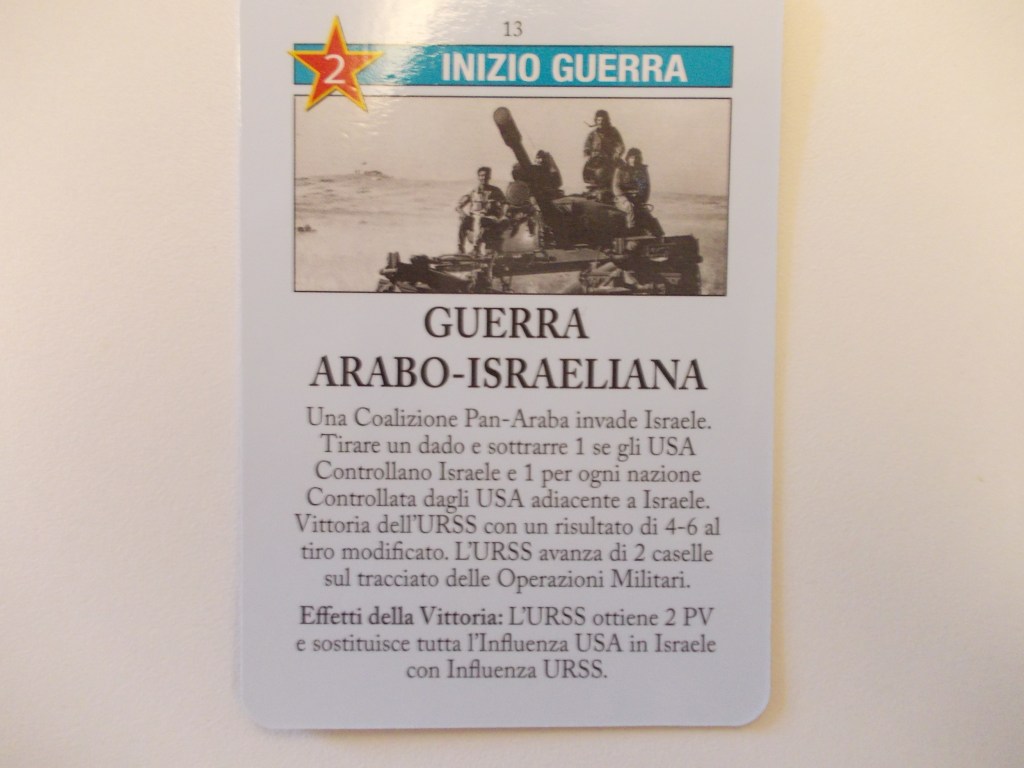 13
2
INIZIO GUERRA
GUERRA
ARABO-ISRAELIANA
Una Coalizione Pan-Araba invade Israele.
Tirare un dado e sottrarre 1 se gli USA
Controllano Israele e 1 per ogni nazione
Controllata dagli USA adiacente a Israele.
Vittoria dell'URSS con un risultato di 4-6 al
tiro modificato. L'URSS avanza di 2 caselle
sul tracciato delle Operazioni Militari.
Effetti della Vittoria: L'URSS ottiene 2 PV
e sostituisce tutta l'Influenza USA in Israele
con Influenza URSS.